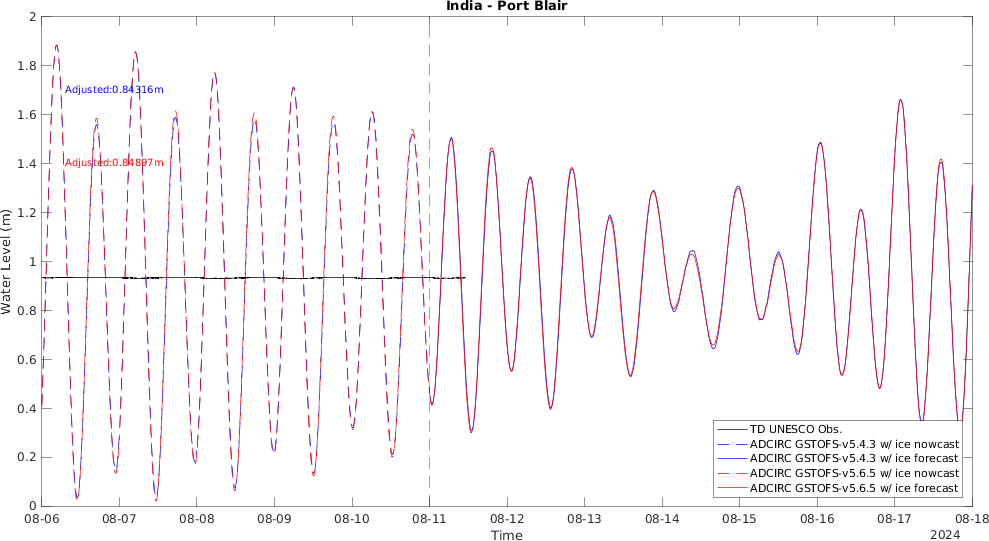 India - Port Blair
2
1.8
1.6
1.4
1.2
1
0.8
0.6
0.4
0.2
0
Water Level (m)
Adjusted:0.84316m
Adjusted:0.84897m
TD UNESCO Obs.
ADCIRC GSTOFS-v5.4.3 w/ ice nowcast
ADCIRC GSTOFS-v5.4.3 w/ ice forecast
ADCIRC GSTOFS-v5.6.5 w/ ice nowcast
ADCIRC GSTOFS-v5.6.5 w/ ice forecast
08-06 08-07 08-08 08-09 08-10 08-11 08-12 08-13 08-14 08-15 08-16 08-17 08-18
Time
2024